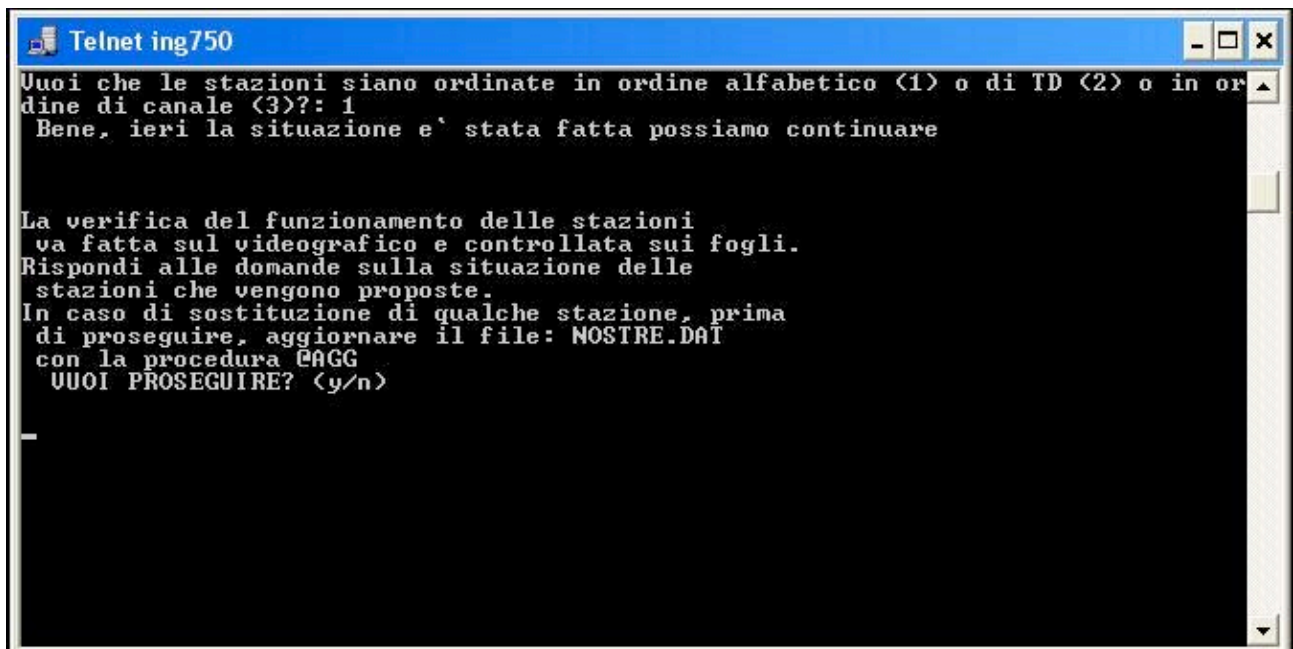 Telnet ing750
Vuoi che le stazioni siano ordinate in ordine alfabetico (1) o di TD (2) o in or
dine di canale (3)?: 1
Bene, ieri la situazione e` stata fatta possiamo continuare
La verifica del funzionamento delle stazioni
va fatta sul videografico e controllata sui fogli.
Rispondi alle domande sulla situazione delle
stazioni che vengono proposte.
In caso di sostituzione di qualche stazione, prima
di proseguire, aggiornare il file: NOSTRE.DAT
con la procedura @AGG
VUOI PROSEGUIRE? (y/n)